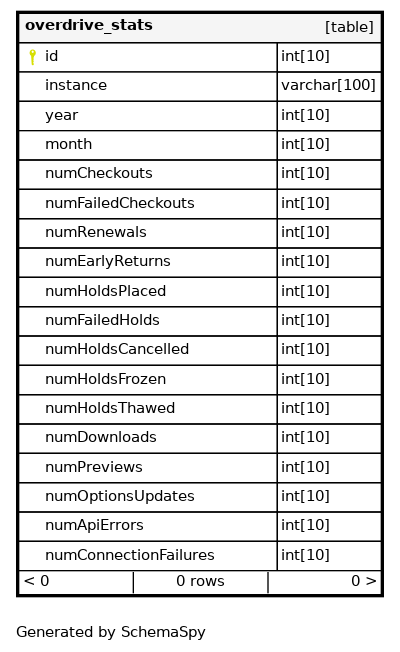 overdrive_stats [table]
id int[10]
instance varchar[100]
year int[10]
month int[10]
numCheckouts int[10]
numFailedCheckouts int[10]
numRenewals int[10]
numEarlyReturns int[10]
numHoldsPlaced int[10]
numFailedHolds int[10]
numHoldsCancelled int[10]
numHoldsFrozen int[10]
numHoldsThawed int[10]
numDownloads int[10]
numPreviews int[10]
numOptionsUpdates int[10]
numApiErrors int[10]
numConnectionFailures int[10]
< 0 0 rows 0 >
Generated by SchemaSpy